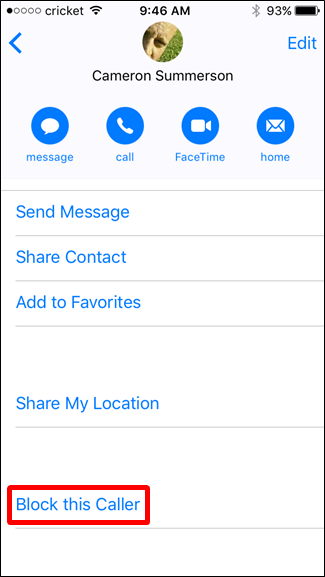 cricket 9:46 AM 93%
Edit
Cameron Summerson
message call FaceTime home
Send Message
Share Contact
Add to Favorites
Share My Location
Block this Caller